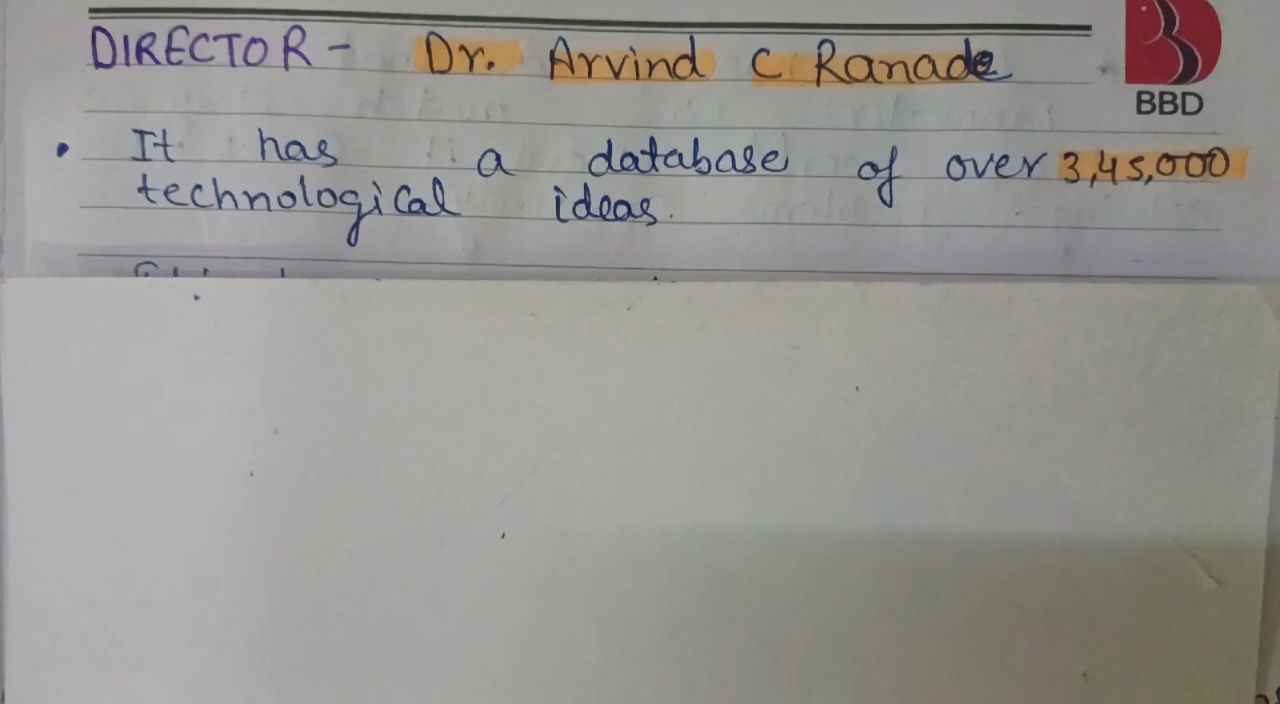 DIRECTOR - Dr. Arvind C Ranade
BBD
• It has a database of over 3,45,000
technological ideas.